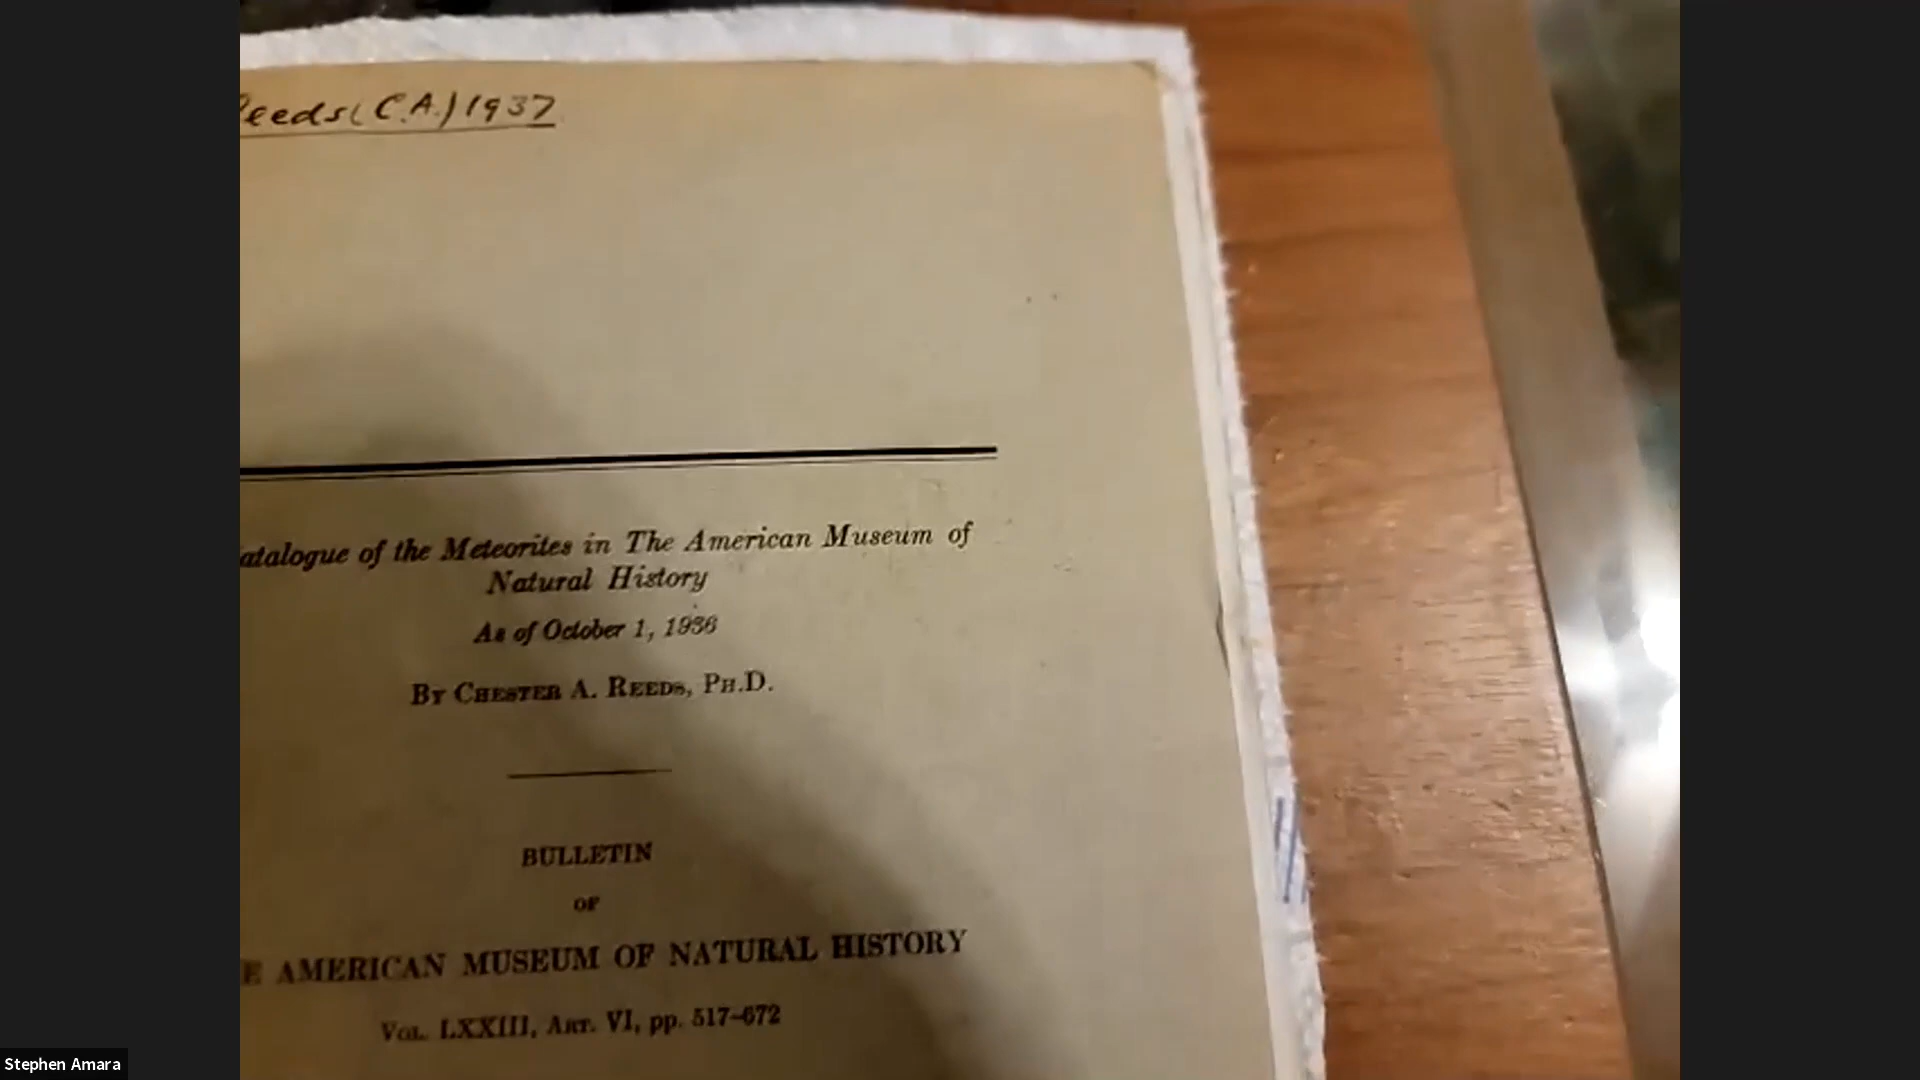 eeds (C.A.) 1937
atalogue of the Meteorites in The American Museum of
Natural History
As of October 1, 1936
By Chester A. Reeds, Ph.D.
BULLETIN
OF
E AMERICAN MUSEUM OF NATURAL HISTORY
Vol. LXXIII, Art. VI, pp. 517–672
Stephen Amara